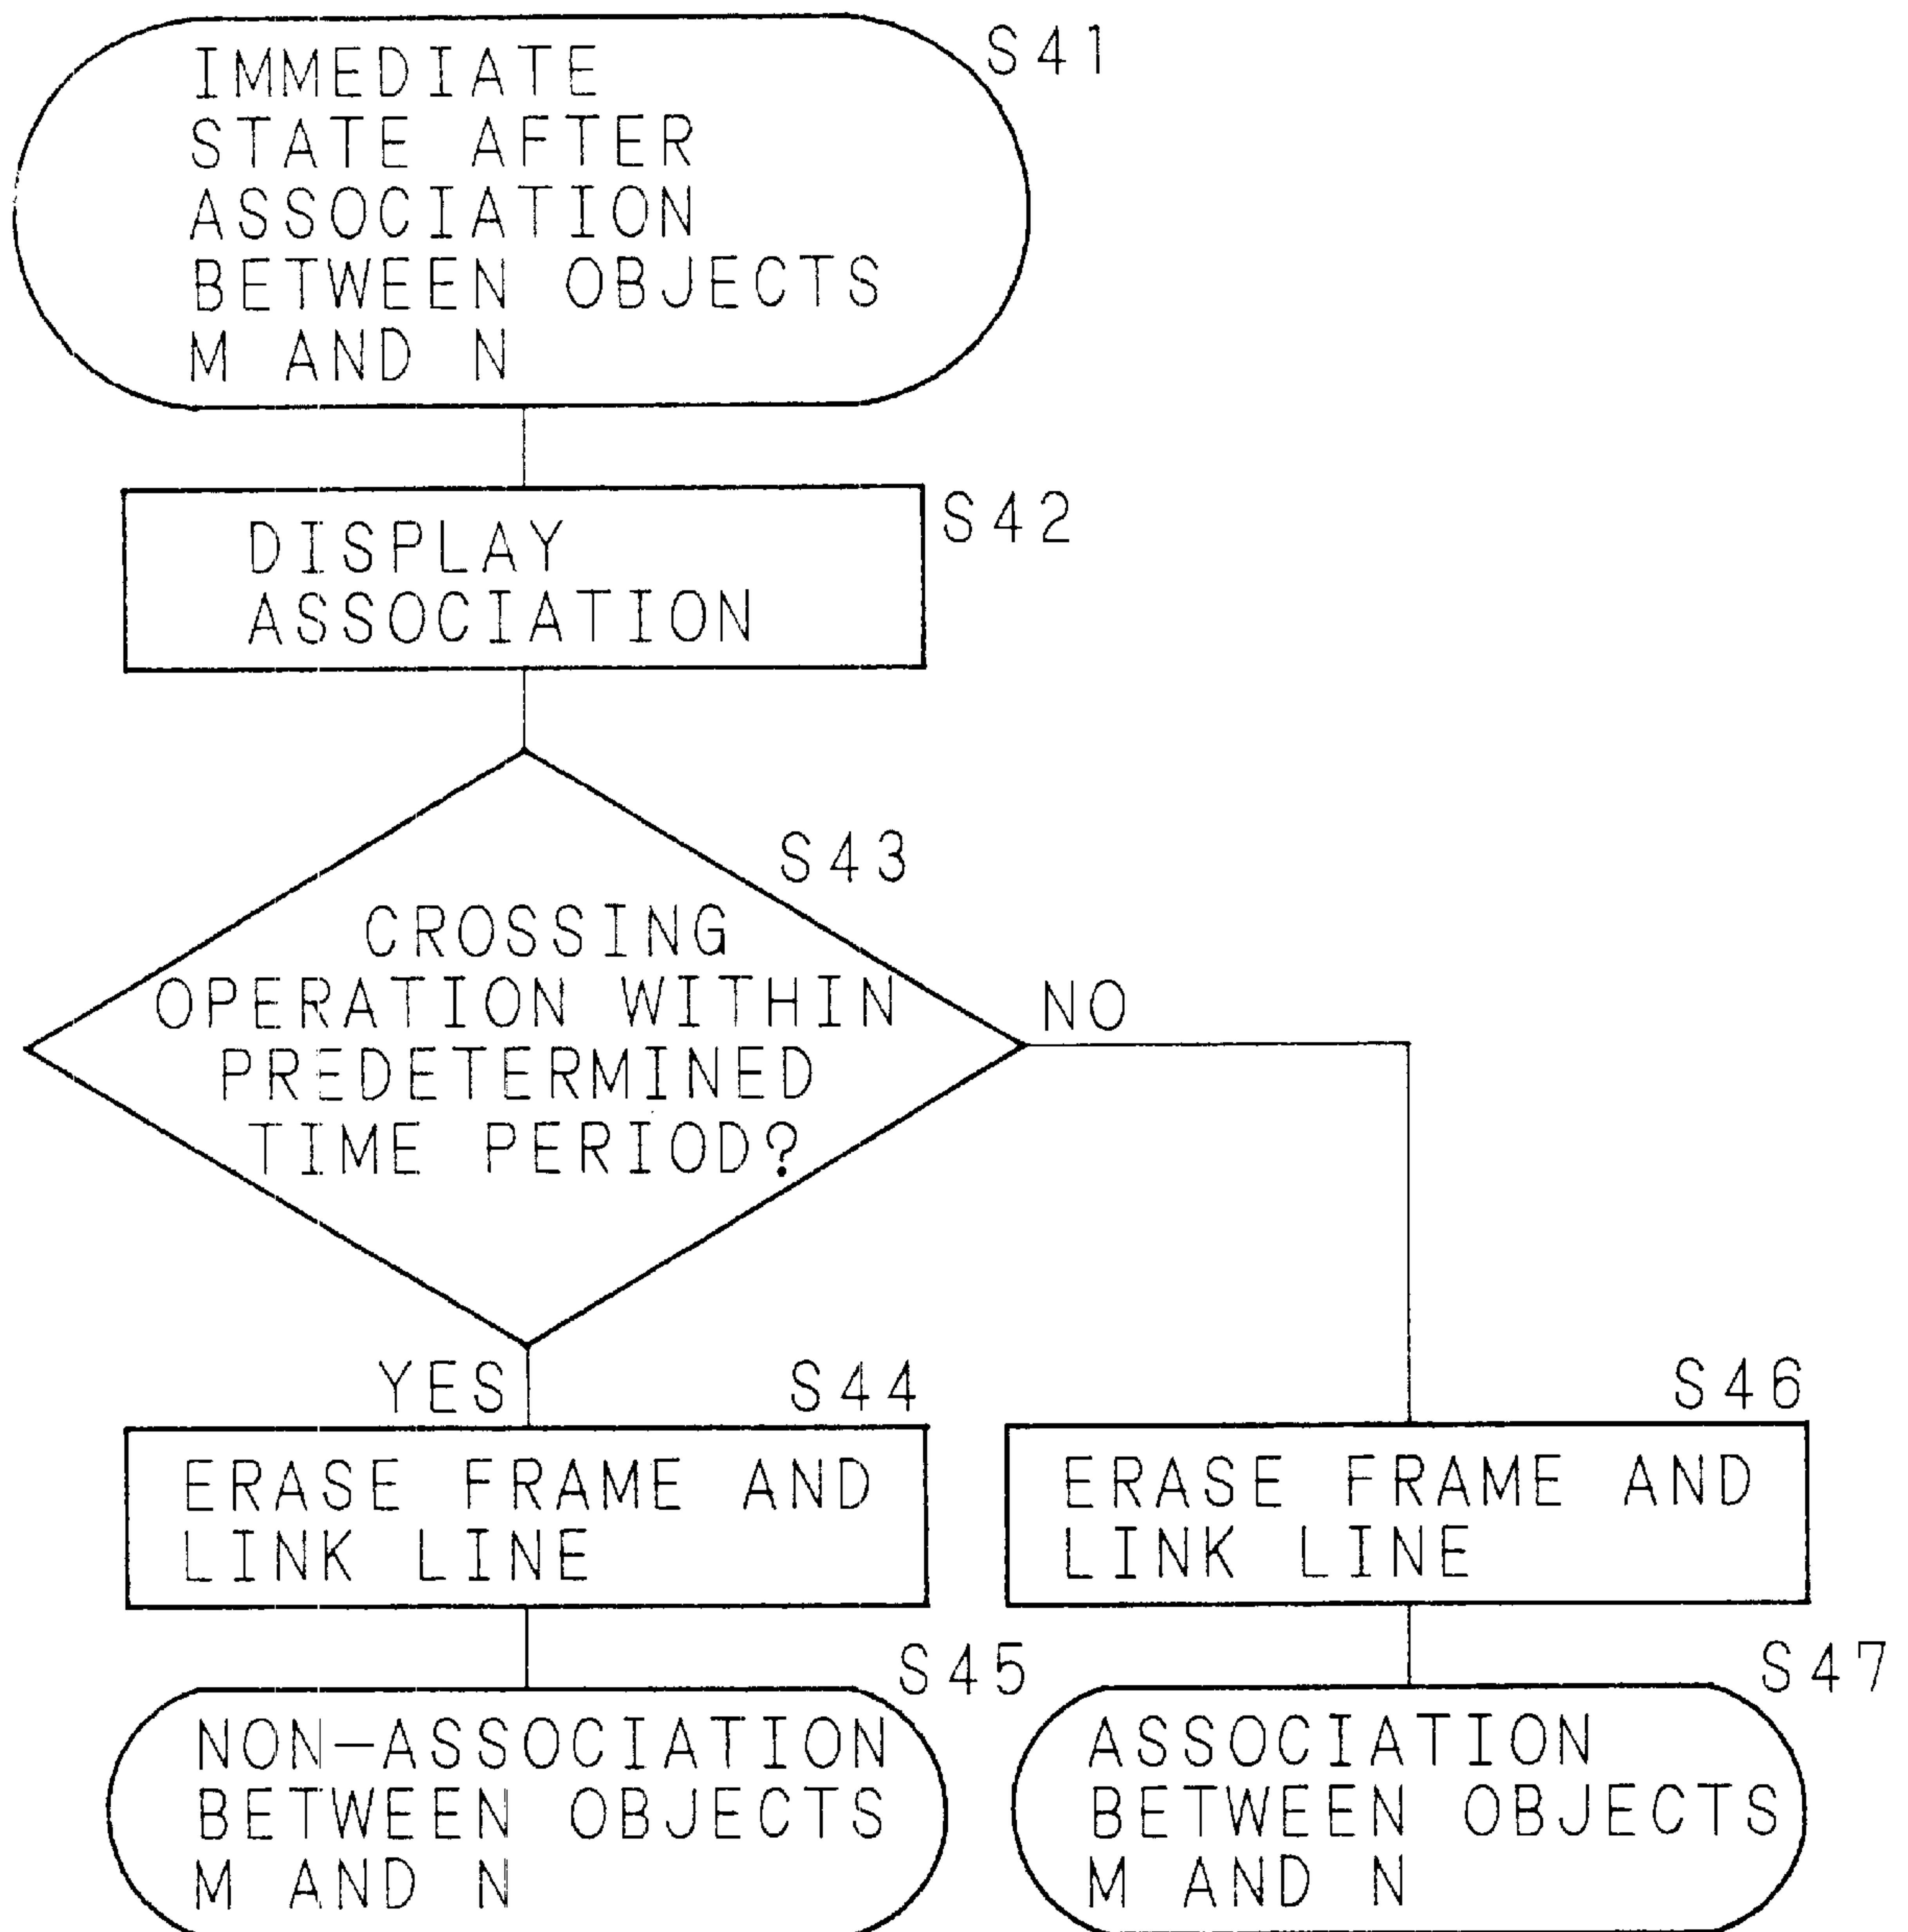 S41
IMMEDIATE
STATE AFTER
ASSOCIATION
BETWEEN OBJECTS
M AND N
S42
DISPLAY
ASSOCIATION
S43
CROSSING
OPERATION WITHIN
PREDETERMINED
TIME PERIOD?
NO
YES
S44
ERASE FRAME AND
LINK LINE
S46
ERASE FRAME AND
LINK LINE
S45
NON-ASSOCIATION
BETWEEN OBJECTS
M AND N
S47
ASSOCIATION
BETWEEN OBJECTS
M AND N